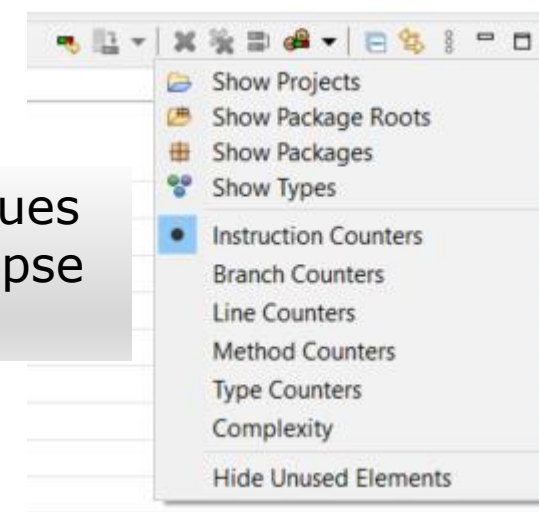 Show Projects
Show Package Roots
Show Packages
Show Types
Instruction Counters
Branch Counters
Line Counters
Method Counters
Type Counters
Complexity
Hide Unused Elements
ues
pse